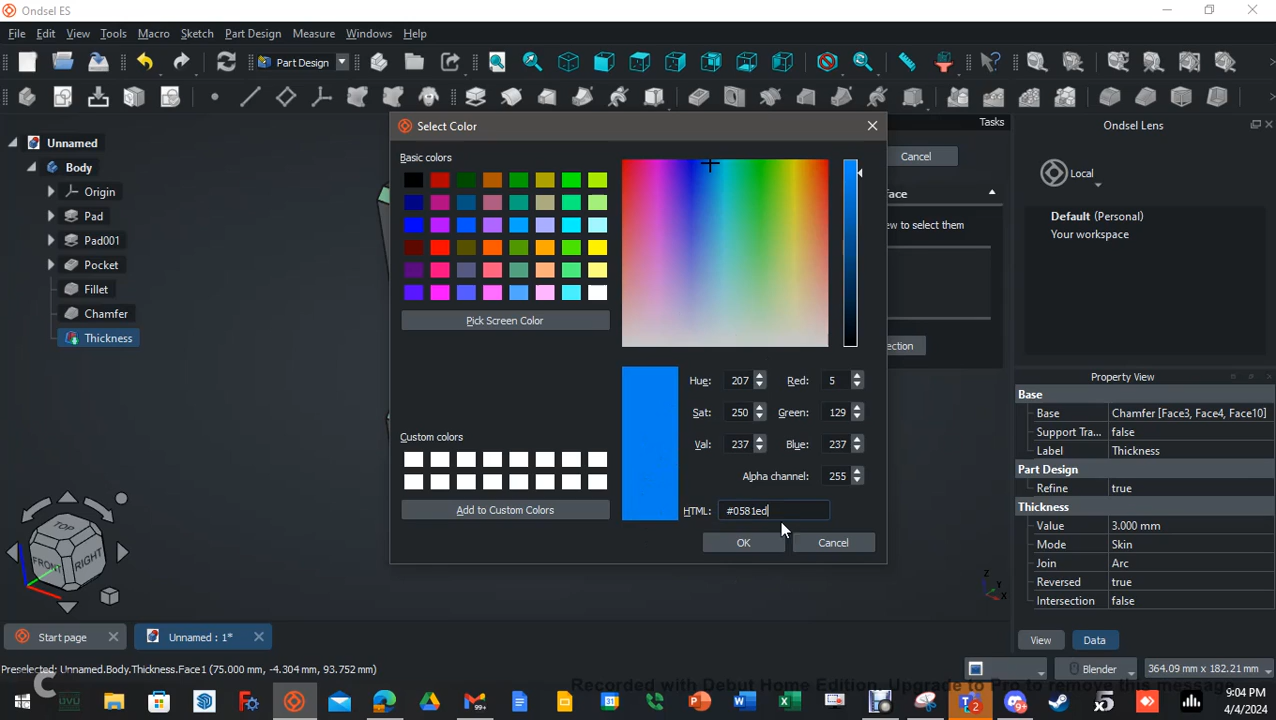 Ondsel ES
File Edit View Tools Macro Sketch Part Design Measure Windows Help
Part Design
Select Color
Tasks
Ondsel Lens
Unnamed
Body
Origin
Pad
Pad001
Pocket
Fillet
Chamfer
Thickness
Basic colors
Pick Screen Color
Custom colors
Add to Custom Colors
Hue: 207 Red: 5
Sat: 250 Green: 129
Val: 237 Blue: 237
Alpha channel: 255
HTML: #0581ed
OK Cancel
Cancel
ew to select them
Local
Default (Personal)
Your workspace
Property View
Base
Base Chamfer [Face3, Face4, Face10]
Support Tra... false
Label Thickness
Part Design
Refine true
Thickness
Value 3.000 mm
Mode Skin
Join Arc
Reversed true
Intersection false
View Data
TOP
FRONT
RIGHT
Z
Y
X
Start page Unnamed : 1*
Preselected: Unnamed.Body.Thickness.Face1 (75.000 mm, -4.304 mm, 93.752 mm)
Blender 364.09 mm x 182.21 mm
Recorded with Debut Home Edition. Upgrade to Pro to remove this message
9:04 PM
4/4/2024